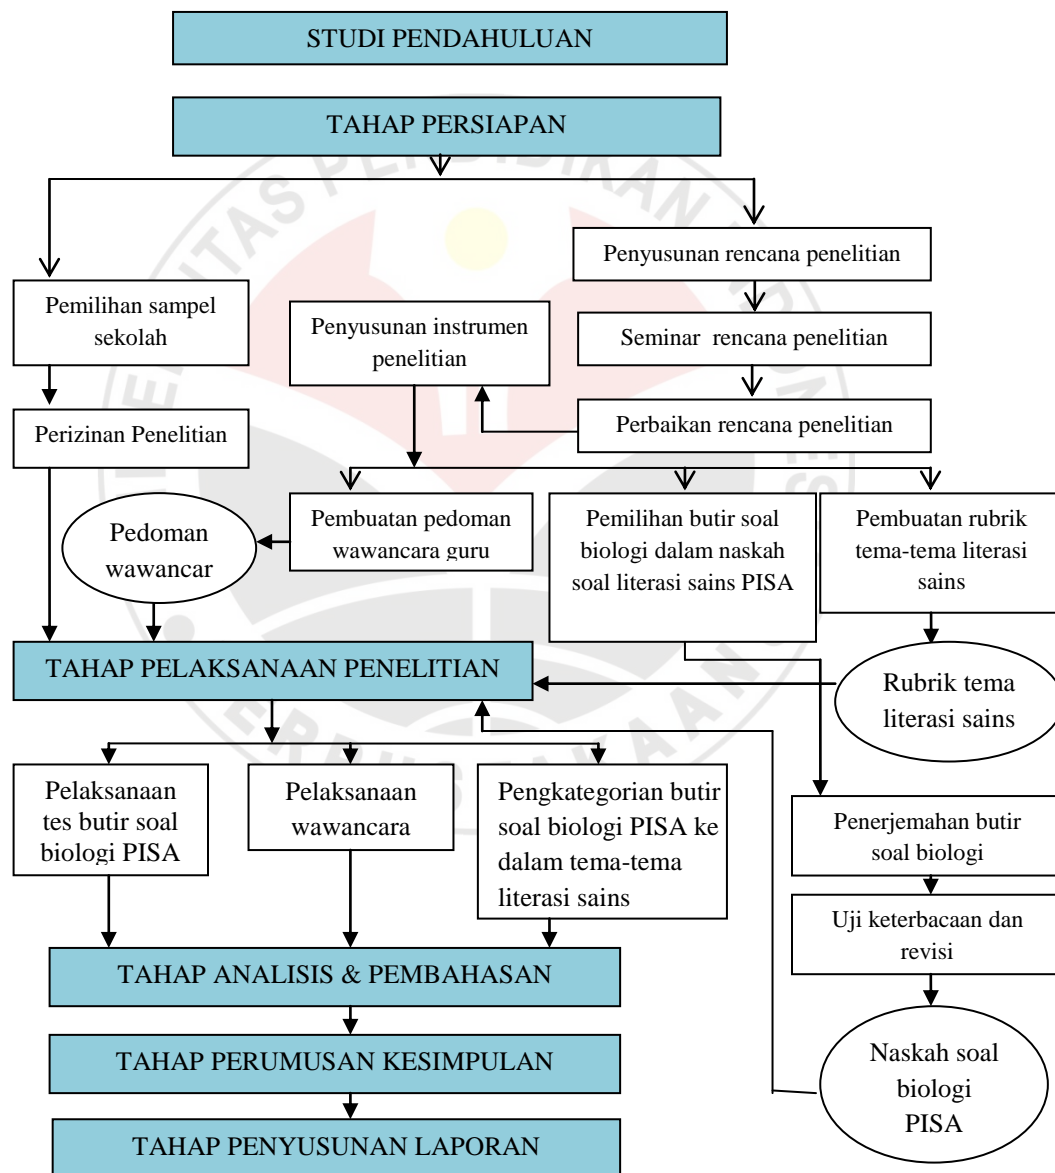 STUDI PENDAHULUAN
TAHAP PERSIAPAN
Penyusunan rencana penelitian
Pemilihan sampel
sekolah
Penyusunan instrumen
penelitian
Seminar rencana penelitian
Perizinan Penelitian
Perbaikan rencana penelitian
Pedoman
wawancar
Pembuatan pedoman
wawancara guru
Pemilihan butir soal
biologi dalam naskah
soal literasi sains PISA
Pembuatan rubrik
tema-tema literasi
sains
TAHAP PELAKSANAAN PENELITIAN
Rubrik tema
literasi sains
Pelaksanaan
tes butir soal
biologi PISA
Pelaksanaan
wawancara
Pengkategorian butir
soal biologi PISA ke
dalam tema-tema
literasi sains
Penerjemahan butir
soal biologi
Uji keterbacaan dan
revisi
TAHAP ANALISIS & PEMBAHASAN
TAHAP PERUMUSAN KESIMPULAN
Naskah soal
biologi
PISA
TAHAP PENYUSUNAN LAPORAN